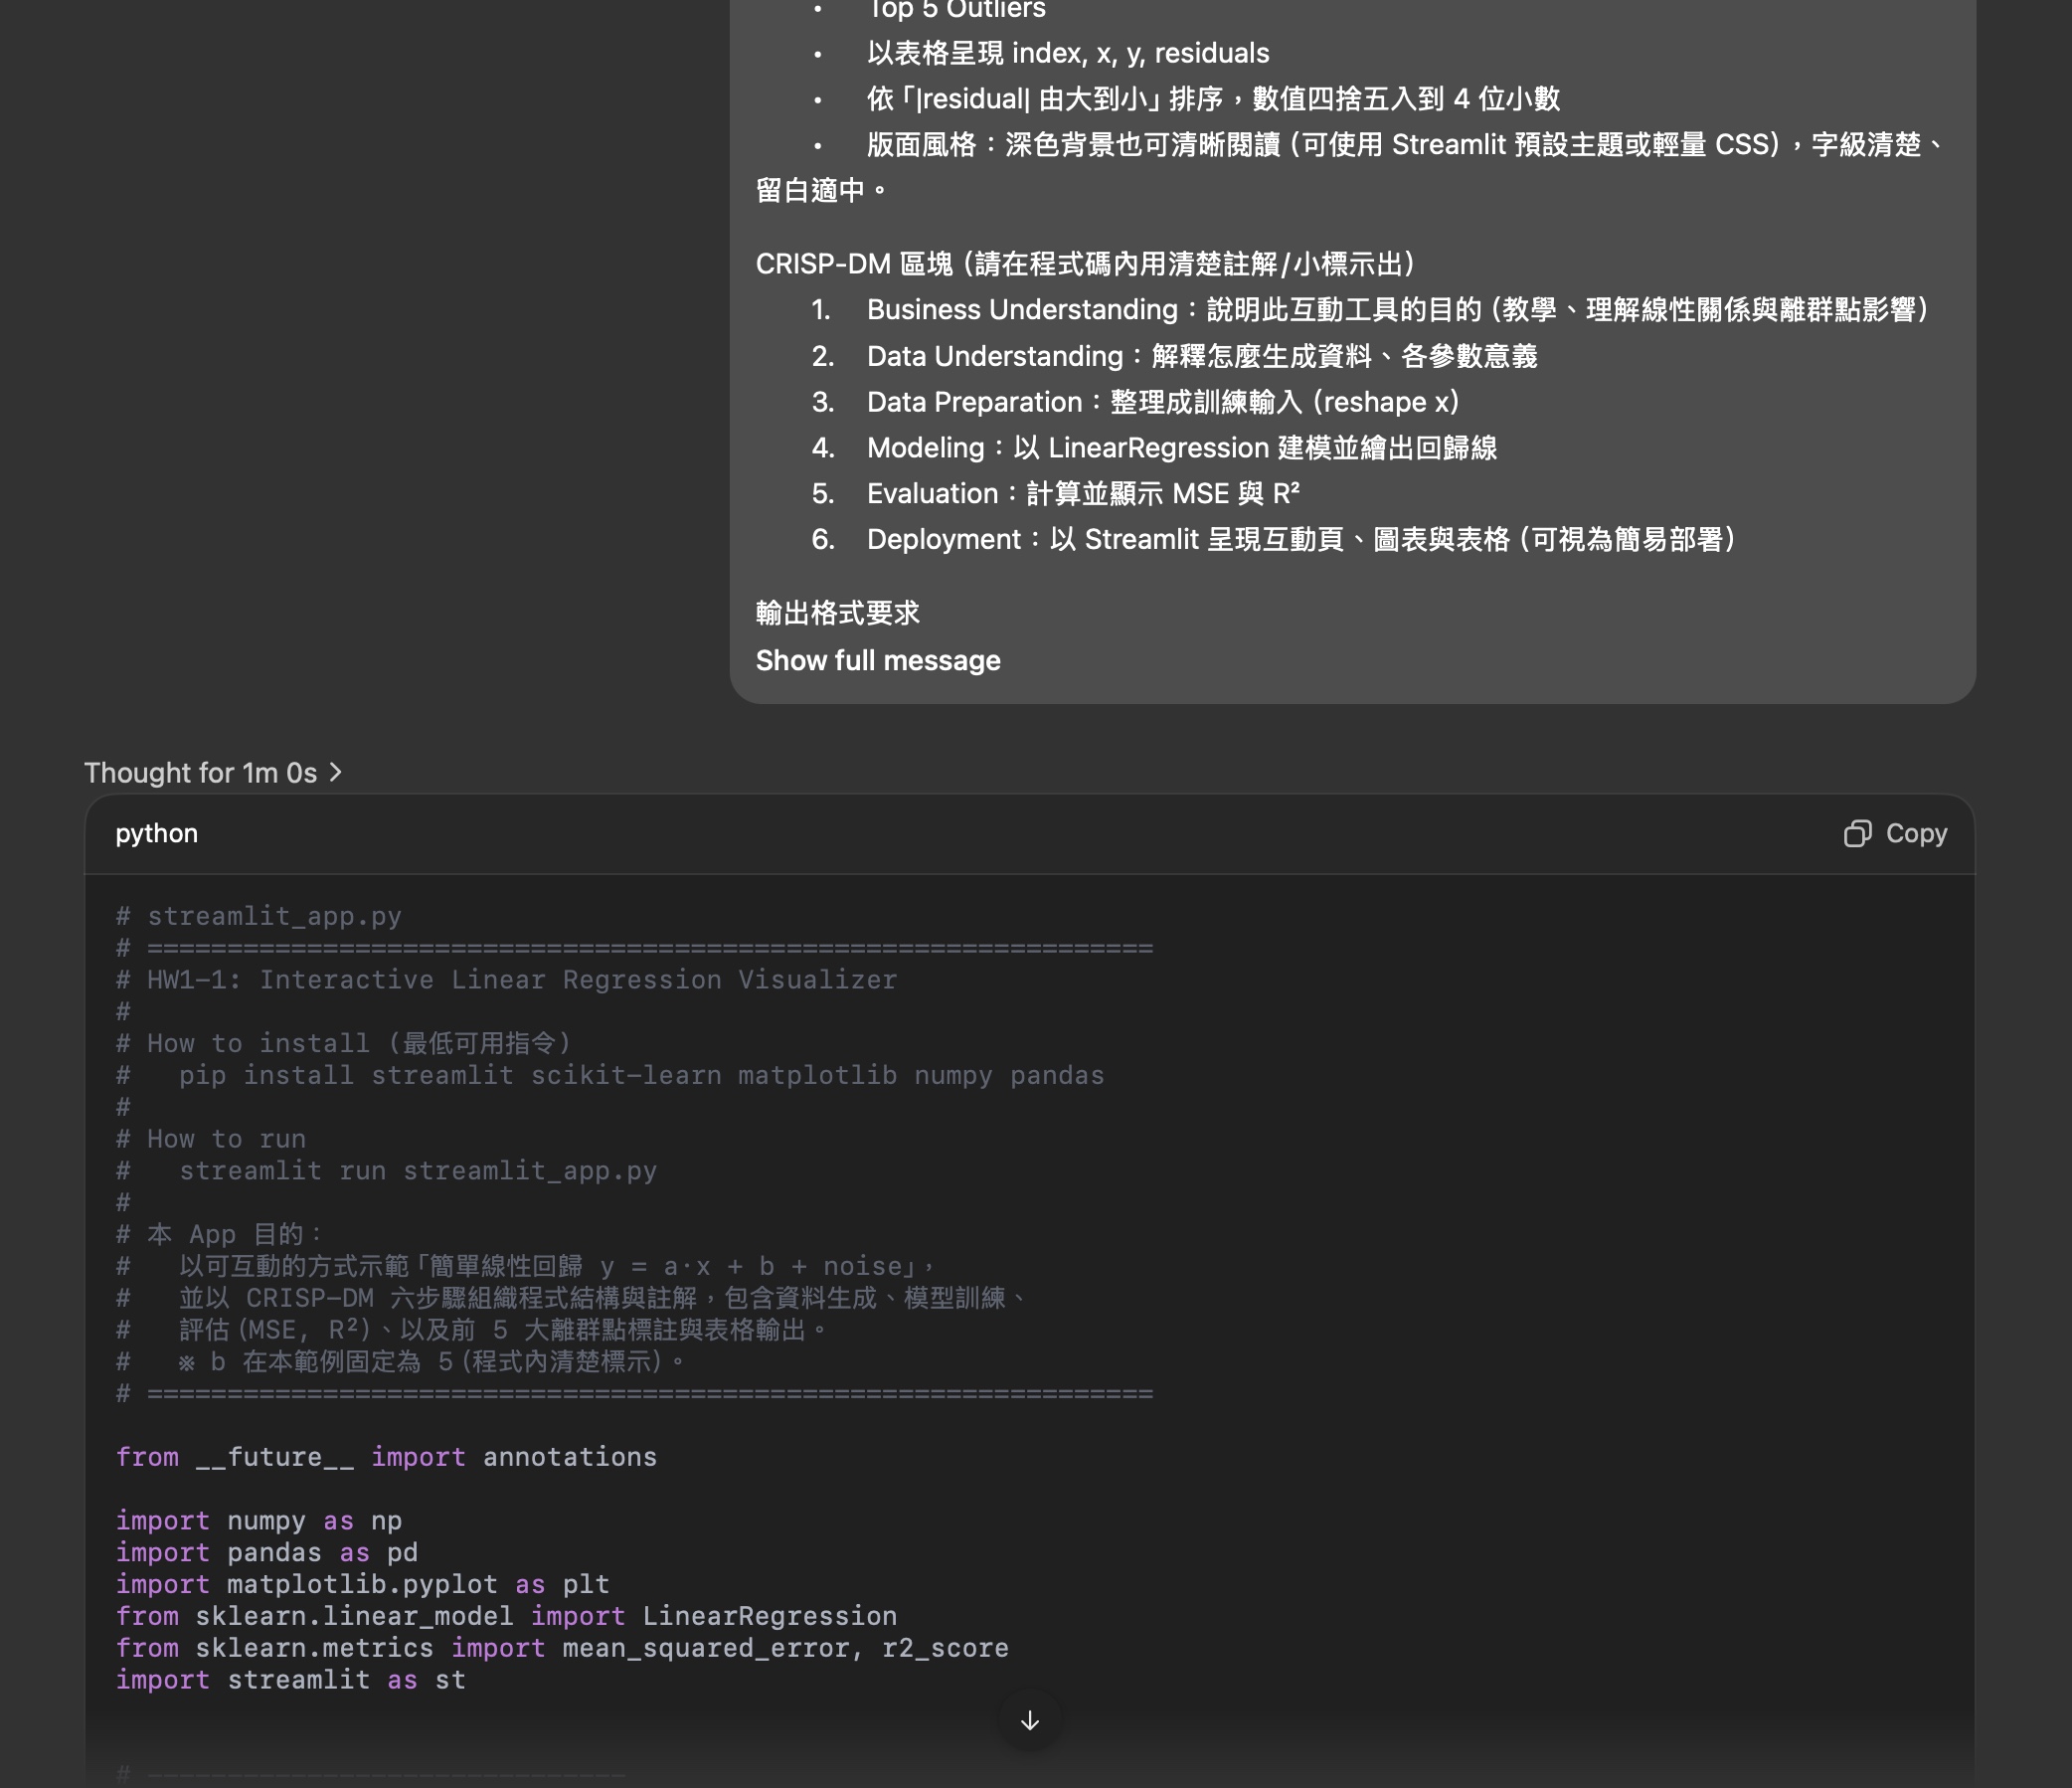 • Top 5 Outliers
• 以表格呈現 index, x, y, residuals
• 依「|residual| 由大到小」排序，數值四捨五入到 4 位小數
• 版面風格：深色背景也可清晰閱讀（可使用 Streamlit 預設主題或輕量 CSS），字級清楚、
留白適中。
CRISP-DM 區塊（請在程式碼內用清楚註解/小標示出）
1. Business Understanding：說明此互動工具的目的（教學、理解線性關係與離群點影響）
2. Data Understanding：解釋怎麼生成資料、各參數意義
3. Data Preparation：整理成訓練輸入（reshape x）
4. Modeling：以 LinearRegression 建模並繪出回歸線
5. Evaluation：計算並顯示 MSE 與 R²
6. Deployment：以 Streamlit 呈現互動頁、圖表與表格（可視為簡易部署）
輸出格式要求
Show full message
Thought for 1m 0s >
python
Copy
# streamlit_app.py
# ===============================================================
# HW1-1: Interactive Linear Regression Visualizer
#
# How to install（最低可用指令）
#   pip install streamlit scikit-learn matplotlib numpy pandas
#
# How to run
#   streamlit run streamlit_app.py
#
# 本 App 目的：
#   以可互動的方式示範「簡單線性回歸 y = a·x + b + noise」，
#   並以 CRISP-DM 六步驟組織程式結構與註解，包含資料生成、模型訓練、
#   評估（MSE, R²）、以及前 5 大離群點標註與表格輸出。
#   ※ b 在本範例固定為 5（程式內清楚標示）。
# ===============================================================
from __future__ import annotations
import numpy as np
import pandas as pd
import matplotlib.pyplot as plt
from sklearn.linear_model import LinearRegression
from sklearn.metrics import mean_squared_error, r2_score
import streamlit as st
# ==============================